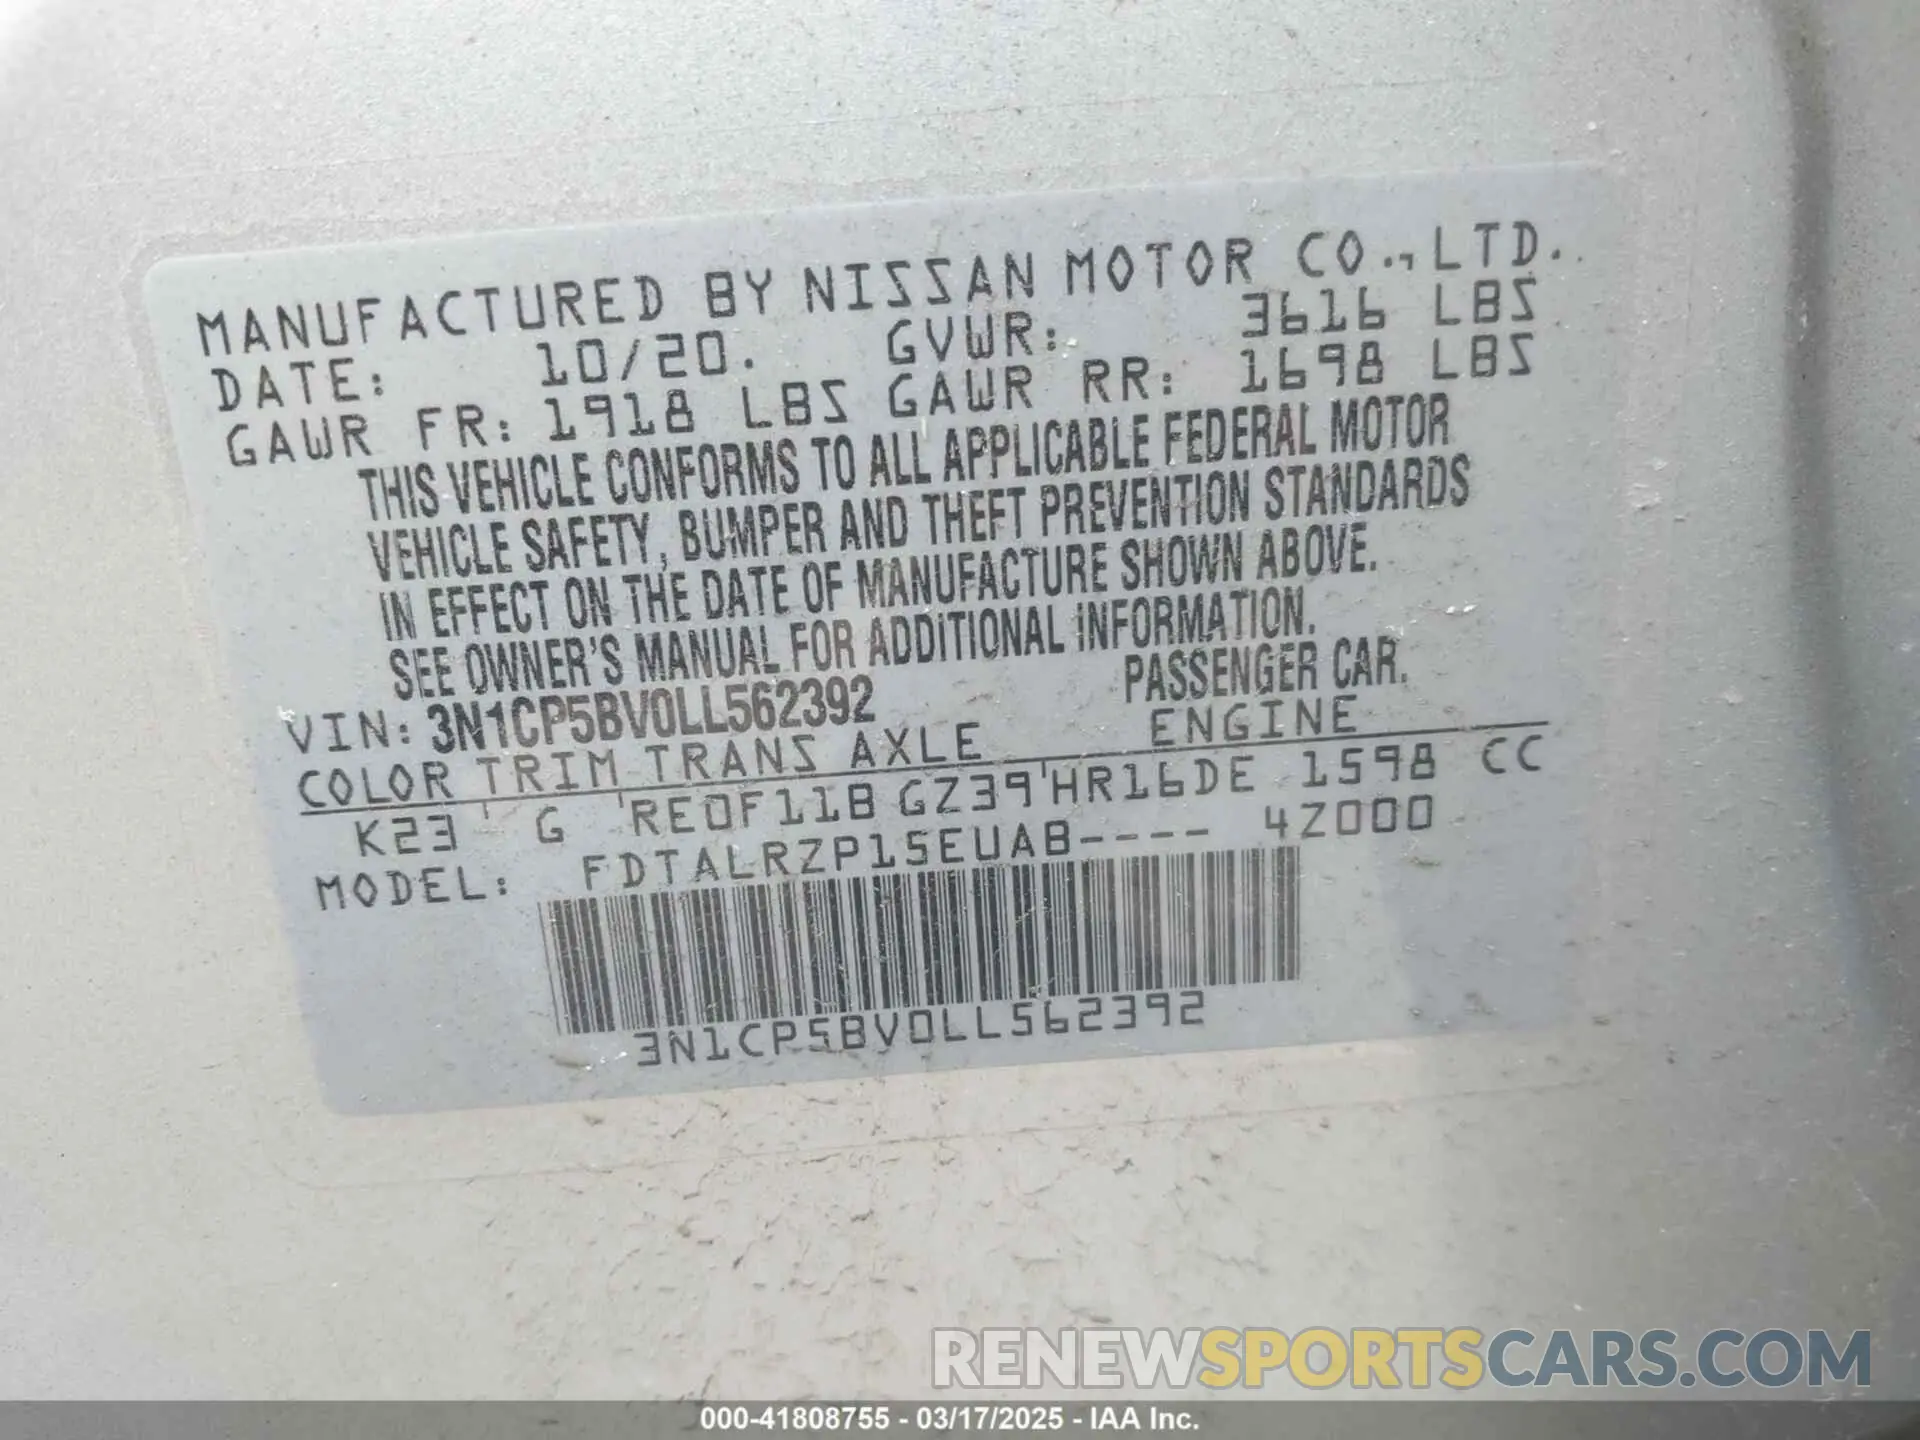 MANUFACTURED BY NISSAN MOTOR CO., LTD.
DATE: 10/20. GVWR: 3616 LBS
GAWR FR: 1918 LBS GAWR RR: 1698 LBS
THIS VEHICLE CONFORMS TO ALL APPLICABLE FEDERAL MOTOR
VEHICLE SAFETY, BUMPER AND THEFT PREVENTION STANDARDS
IN EFFECT ON THE DATE OF MANUFACTURE SHOWN ABOVE.
SEE OWNER'S MANUAL FOR ADDITIONAL INFORMATION.
VIN: 3N1CP5BV0LL562392 PASSENGER CAR.
COLOR TRIM TRANS AXLE ENGINE
K23 ' G 'RE0F11B GZ39'HR16DE 1598 CC
MODEL: FDTALRZP15EUAB---- 4Z000
3N1CP5BV0LL562392
RENEWSPORTSCARS.COM
000-41808755 - 03/17/2025 - IAA Inc.